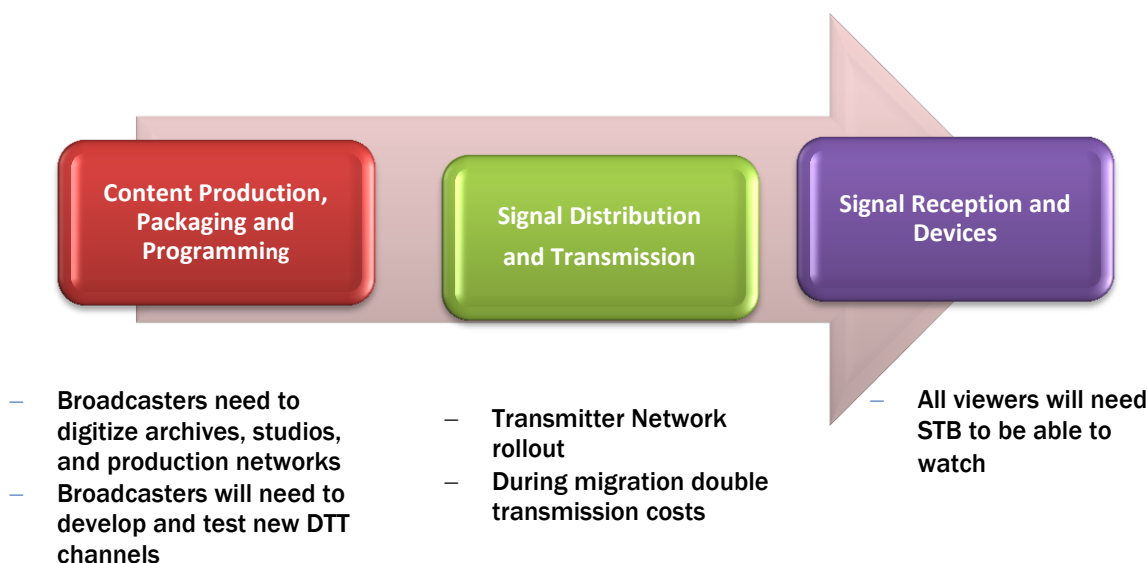 Content Production,
Packaging and
Programming
Signal Distribution
and Transmission
Signal Reception and
Devices
– Broadcasters need to
digitize archives, studios,
and production networks
– Broadcasters will need to
develop and test new DTT
channels
– Transmitter Network
rollout
– During migration double
transmission costs
– All viewers will need
STB to be able to
watch